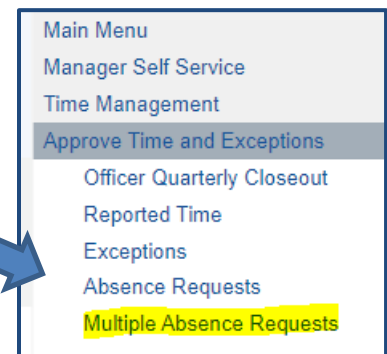 Main Menu
Manager Self Service
Time Management
Approve Time and Exceptions
Officer Quarterly Closeout
Reported Time
Exceptions
Absence Requests
Multiple Absence Requests